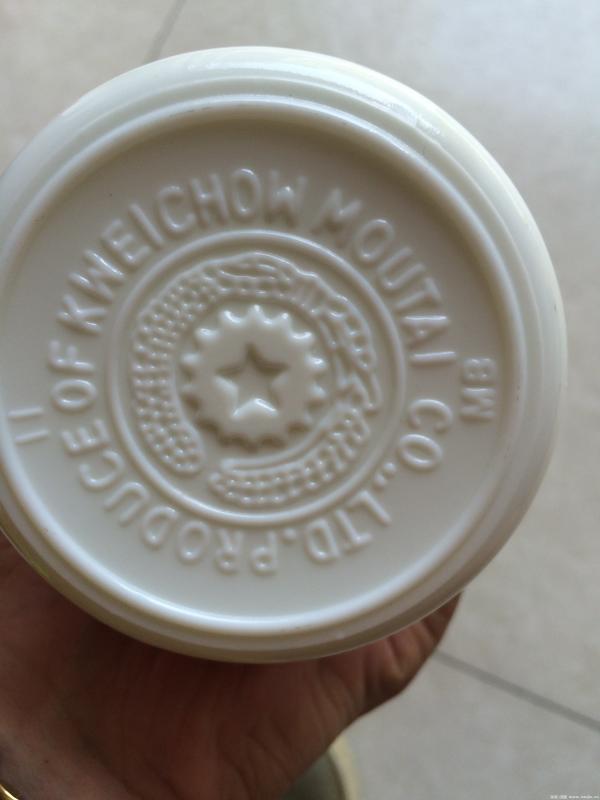 PRODUCE OF KWEICHOW MOUTAI CO., LTD.
11
MB